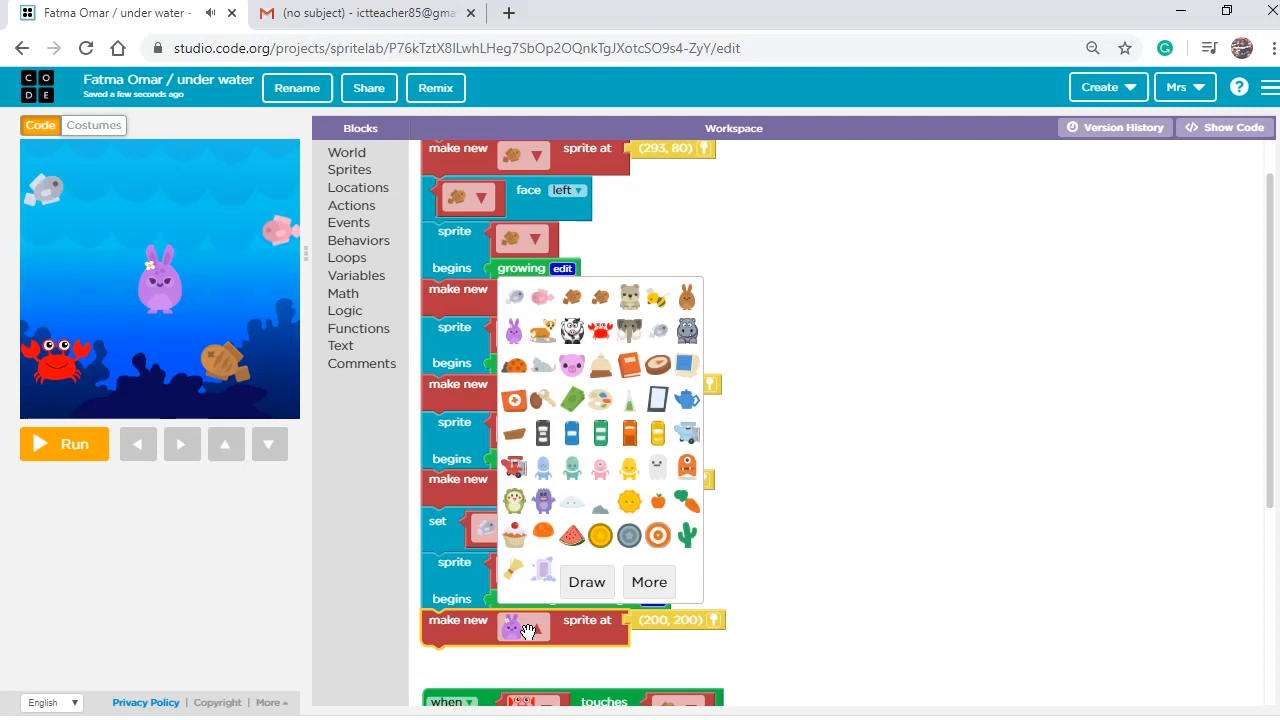 Fatma Omar / under water -
(no subject) - ictteacher85@gma
studio.code.org/projects/spritelab/P76kTztX8ILwhLHeg7SbOp2OQnkTgJXotcSO9s4-ZyY/edit
C O D E
Fatma Omar / under water
Saved a few seconds ago
Rename
Share
Remix
Create
Mrs
?
Code
Costumes
Blocks
Workspace
Version History
</> Show Code
World
Sprites
Locations
Actions
Events
Behaviors
Loops
Variables
Math
Logic
Functions
Text
Comments
Run
make new sprite at (293, 80)
face left
sprite
begins growing edit
make new
sprite
begins
make new
sprite
begins
make new
set
sprite
begins
Draw
More
make new sprite at (200, 200)
when touches
English
Privacy Policy | Copyright | More